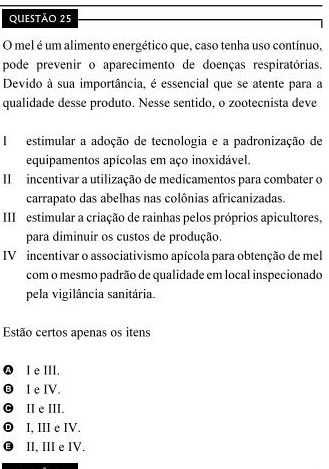 QUESTÃO 25
O mel é um alimento energético que, caso tenha uso contínuo,
pode prevenir o aparecimento de doenças respiratórias.
Devido à sua importância, é essencial que se atente para a
qualidade desse produto. Nesse sentido, o zootecnista deve
I estimular a adoção de tecnologia e a padronização de
equipamentos apícolas em aço inoxidável.
II incentivar a utilização de medicamentos para combater o
carrapato das abelhas nas colônias africanizadas.
III estimular a criação de rainhas pelos próprios apicultores,
para diminuir os custos de produção.
IV incentivar o associativismo apícola para obtenção de mel
com o mesmo padrão de qualidade em local inspecionado
pela vigilância sanitária.
Estão certos apenas os itens
A I e III.
B I e IV.
C II e III.
D I, III e IV.
E II, III e IV.